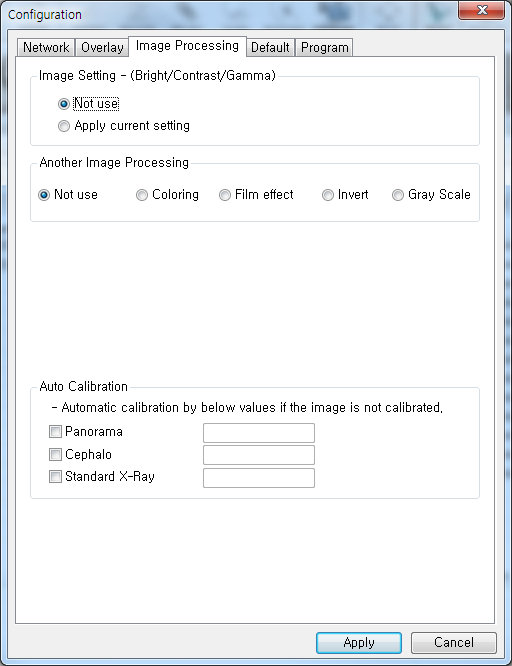 Configuration
Network Overlay Image Processing Default Program
Image Setting - (Bright/Contrast/Gamma)
Not use
Apply current setting
Another Image Processing
Not use Coloring Film effect Invert Gray Scale
Auto Calibration
- Automatic calibration by below values if the image is not calibrated.
Panorama
Cephalo
Standard X-Ray
Apply Cancel